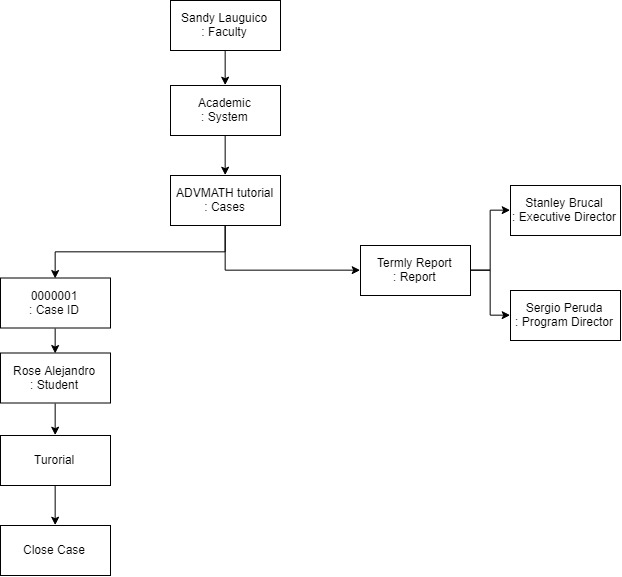 Sandy Lauguico
: Faculty
Academic
: System
ADVMATH tutorial
: Cases
Stanley Brucal
: Executive Director
Termly Report
: Report
0000001
: Case ID
Sergio Peruda
: Program Director
Rose Alejandro
: Student
Turorial
Close Case